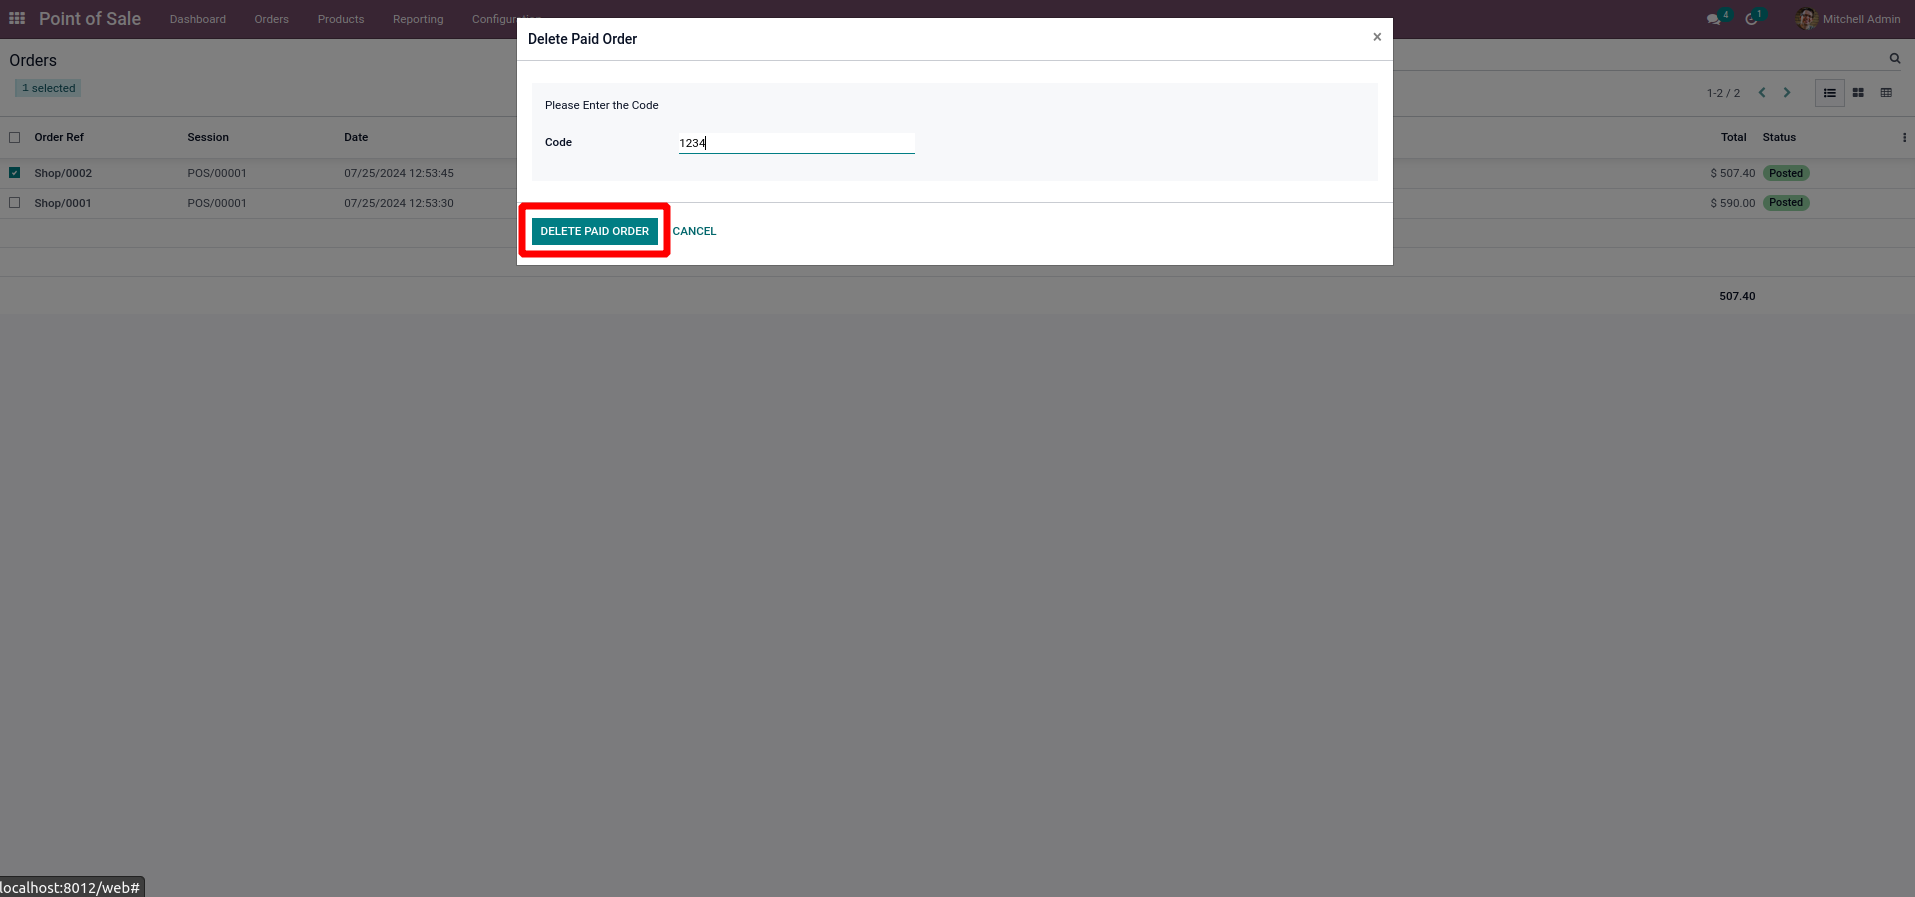 Point of Sale Dashboard Orders Products Reporting 4 1 Mitchell Admin
Delete Paid Order ×
Orders
1 selected
Please Enter the Code
1-2 / 2
Order Ref Session Date Total Status
Code 1234
Shop/0002 POS/00001 07/25/2024 12:53:45 $ 507.40 Posted
Shop/0001 POS/00001 07/25/2024 12:53:30 $ 590.00 Posted
DELETE PAID ORDER CANCEL
507.40
localhost:8012/web#